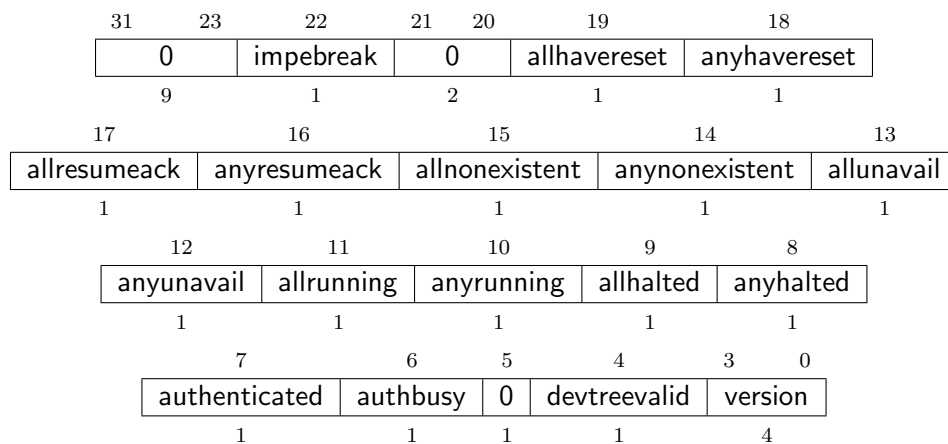 31 23 22 21 20 19 18
0 impebreak 0 allhavereset anyhavereset
9 1 2 1 1
17 16 15 14 13
allresumeack anyresumeack allnonexistent anynonexistent allunavail
1 1 1 1 1
12 11 10 9 8
anyunavail allrunning anyrunning allhalted anyhalted
1 1 1 1 1
7 6 5 4 3 0
authenticated authbusy 0 devtreevalid version
1 1 1 1 4